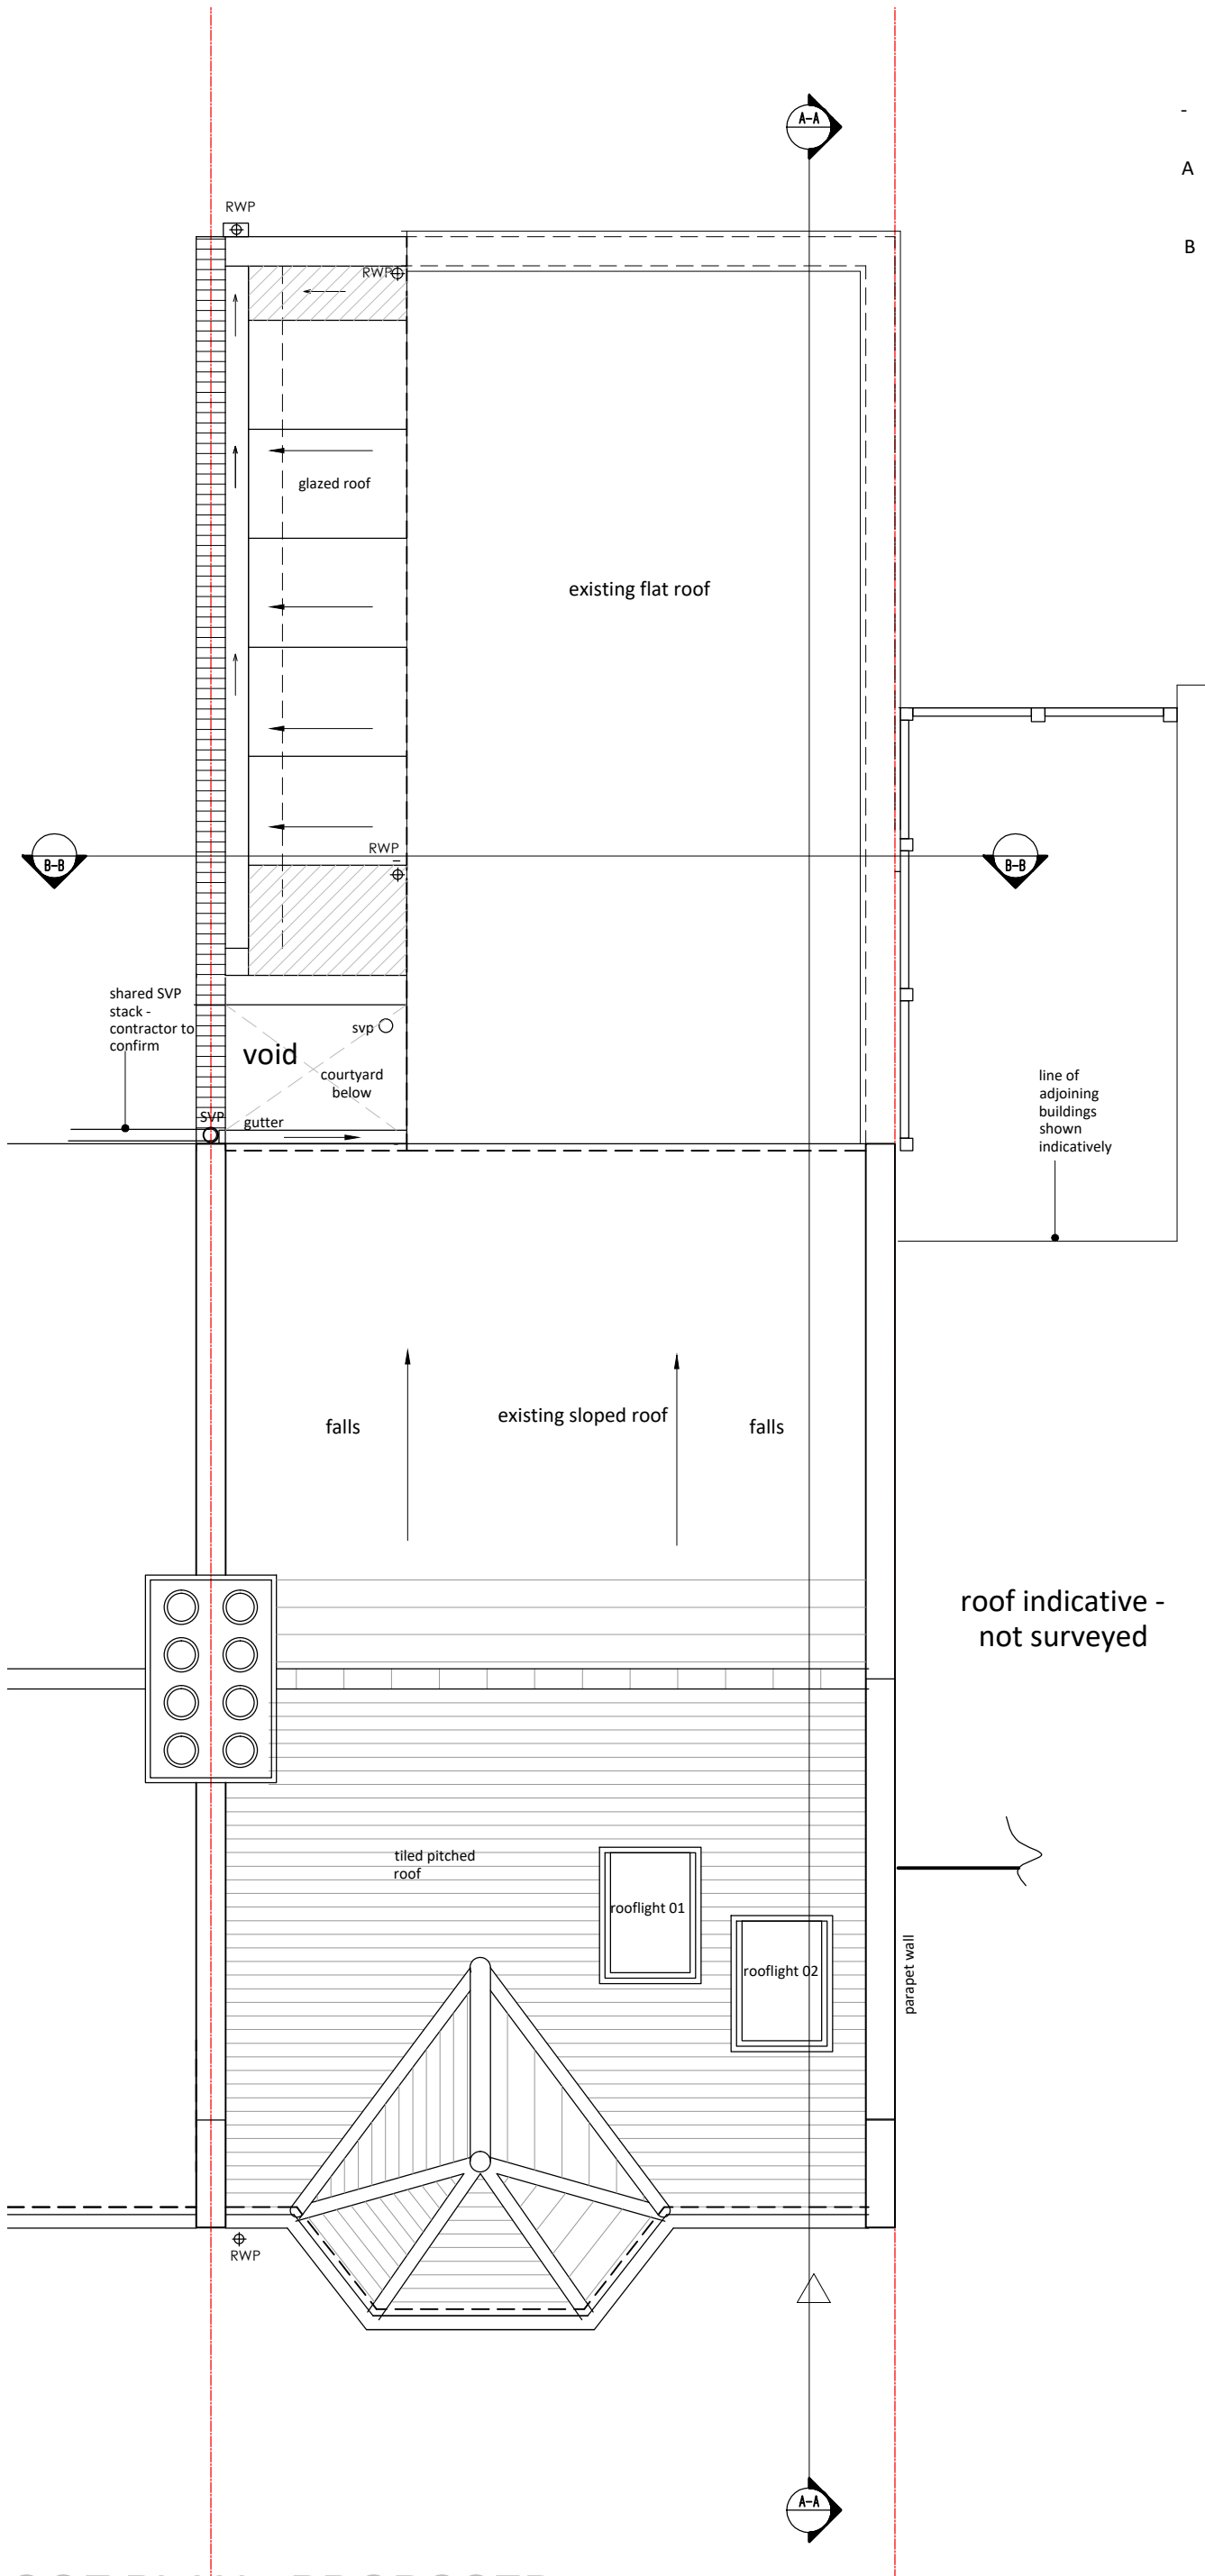 A-A
-
A
B
RWP
RWP
glazed roof
existing flat roof
RWP
B-B
B-B
shared SVP
stack -
contractor to
confirm
svp
void
courtyard
below
SVP
gutter
line of
adjoining
buildings
shown
indicatively
falls
existing sloped roof
falls
roof indicative -
not surveyed
tiled pitched
roof
rooflight 01
rooflight 02
parapet wall
RWP
A-A